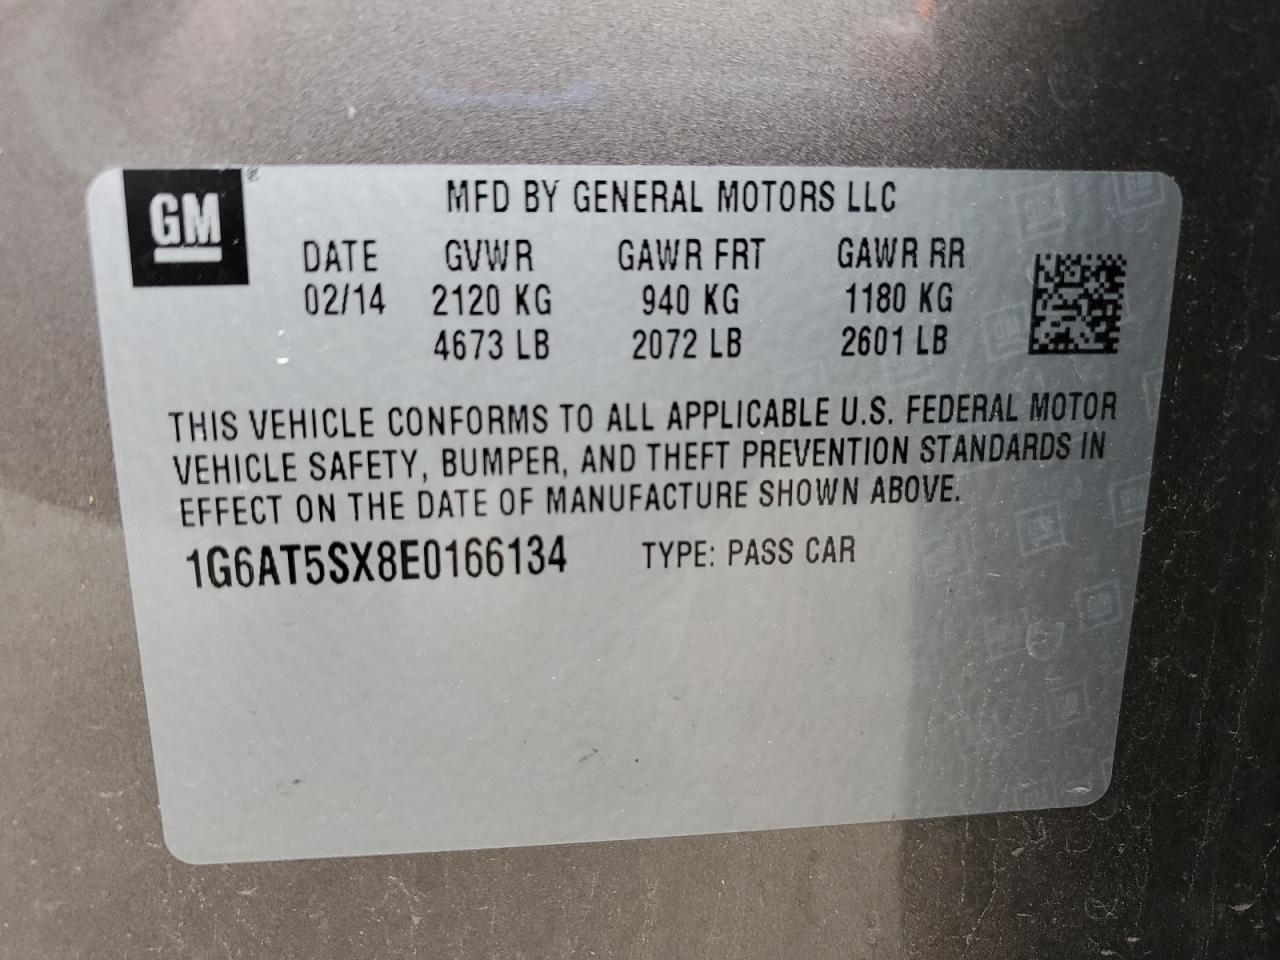 GM
MFD BY GENERAL MOTORS LLC
DATE GVWR GAWR FRT GAWR RR
02/14 2120 KG 940 KG 1180 KG
4673 LB 2072 LB 2601 LB
THIS VEHICLE CONFORMS TO ALL APPLICABLE U.S. FEDERAL MOTOR
VEHICLE SAFETY, BUMPER, AND THEFT PREVENTION STANDARDS IN
EFFECT ON THE DATE OF MANUFACTURE SHOWN ABOVE.
1G6AT5SX8E0166134 TYPE: PASS CAR